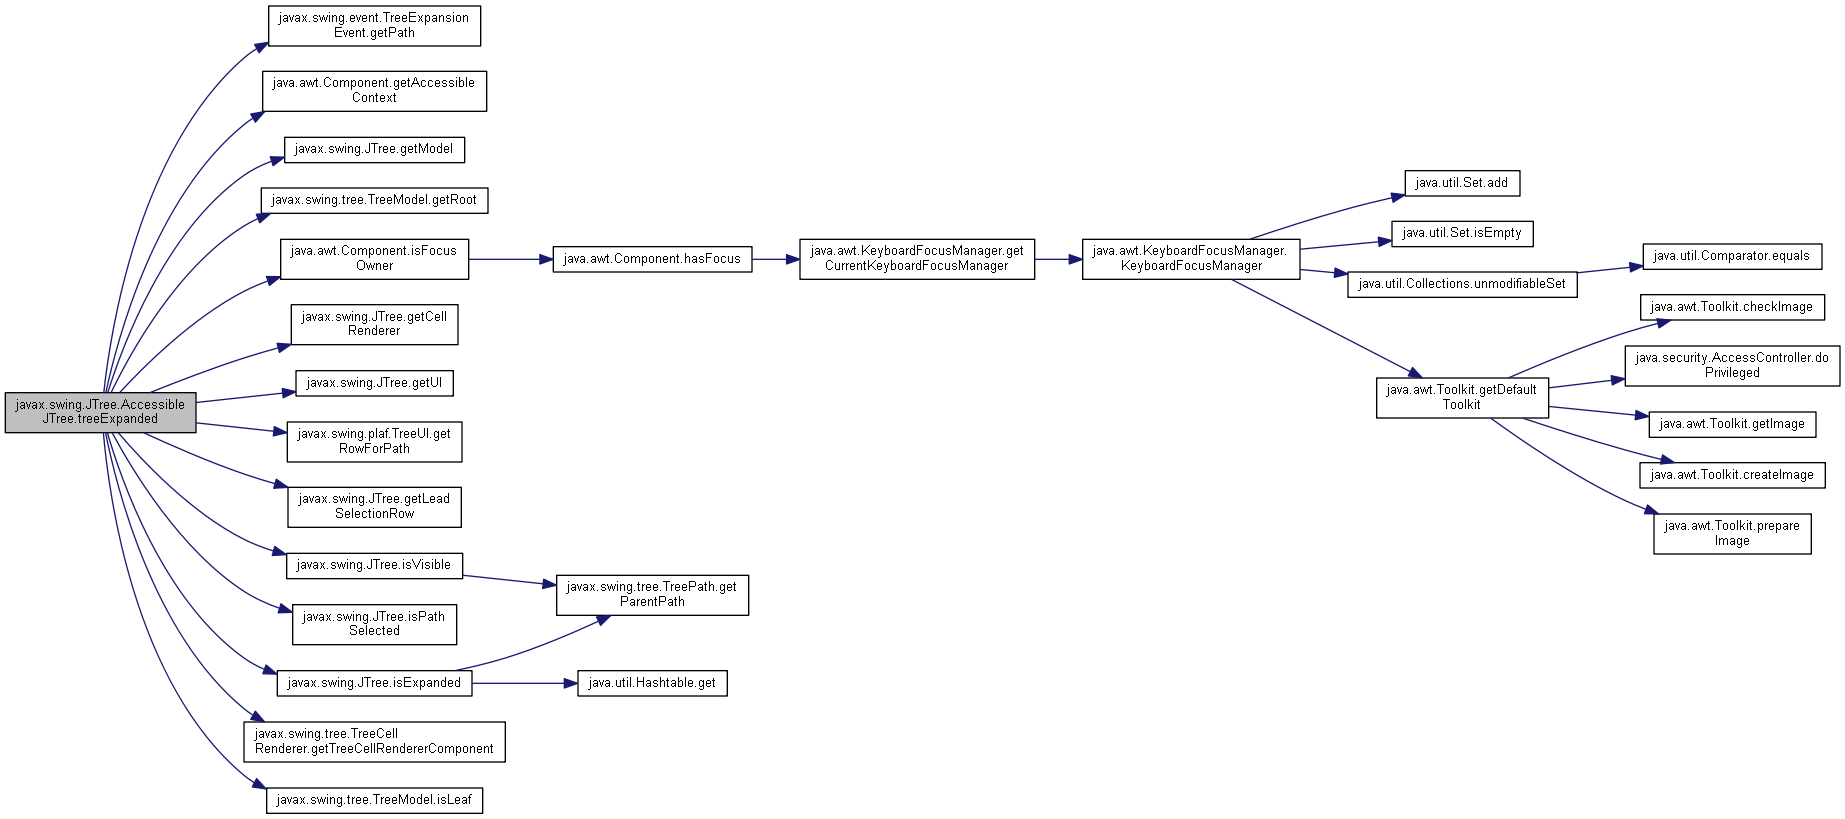 javax.swing.event.TreeExpansion
Event.getPath
java.awt.Component.getAccessible
Context
javax.swing.JTree.getModel
javax.swing.tree.TreeModel.getRoot
java.awt.Component.isFocus
Owner
javax.swing.JTree.getCell
Renderer
javax.swing.JTree.getUI
javax.swing.JTree.Accessible
JTree.treeExpanded
javax.swing.plaf.TreeUI.get
RowForPath
javax.swing.JTree.getLead
SelectionRow
javax.swing.JTree.isVisible
javax.swing.JTree.isPath
Selected
javax.swing.JTree.isExpanded
javax.swing.tree.TreeCell
Renderer.getTreeCellRendererComponent
javax.swing.tree.TreeModel.isLeaf
java.awt.Component.hasFocus
javax.swing.tree.TreePath.get
ParentPath
java.util.Hashtable.get
java.awt.KeyboardFocusManager.get
CurrentKeyboardFocusManager
java.awt.KeyboardFocusManager.
KeyboardFocusManager
java.util.Set.add
java.util.Set.isEmpty
java.util.Collections.unmodifiableSet
java.awt.Toolkit.getDefault
Toolkit
java.util.Comparator.equals
java.awt.Toolkit.checkImage
java.security.AccessController.do
Privileged
java.awt.Toolkit.getImage
java.awt.Toolkit.createImage
java.awt.Toolkit.prepare
Image